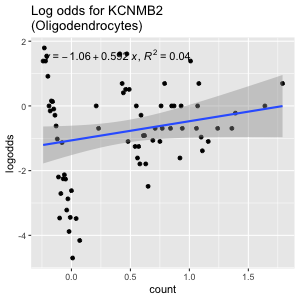 Log odds for KCNMB2
(Oligodendrocytes)
y = −1.06 + 0.592 x, R² = 0.04
2
0
-2
-4
logodds
0.0 0.5 1.0 1.5
count